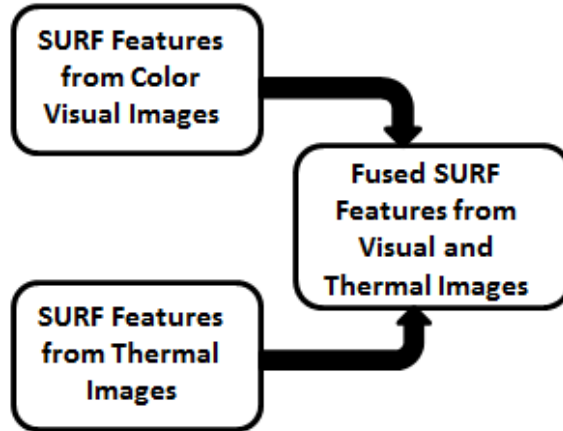 SURF Features
from Color
Visual Images
Fused SURF
Features from
Visual and
Thermal Images
SURF Features
from Thermal
Images